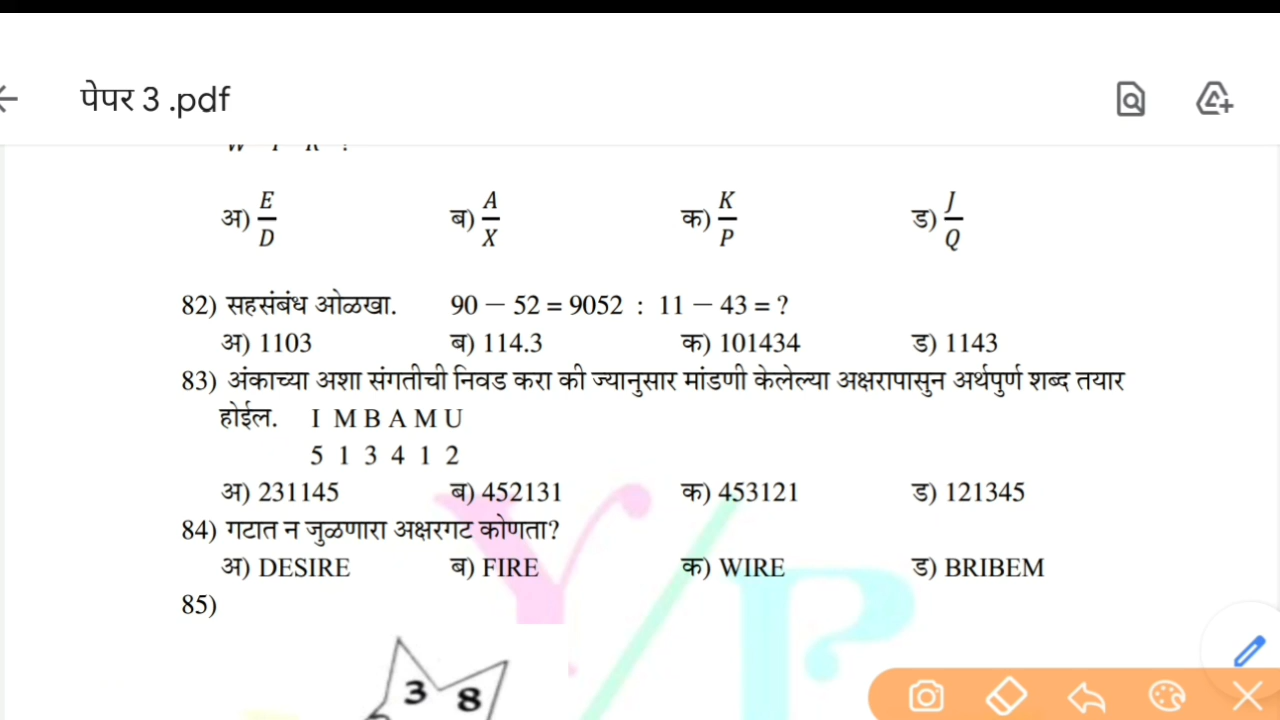 पेपर 3 .pdf
अ) E/D ब) A/X क) K/P ड) J/Q
82) सहसंबंध ओळखा. 90 – 52 = 9052 : 11 – 43 = ?
अ) 1103 ब) 114.3 क) 101434 ड) 1143
83) अंकाच्या अशा संगतीची निवड करा की ज्यानुसार मांडणी केलेल्या अक्षरापासुन अर्थपुर्ण शब्द तयार
होईल. I M B A M U
5 1 3 4 1 2
अ) 231145 ब) 452131 क) 453121 ड) 121345
84) गटात न जुळणारा अक्षरगट कोणता?
अ) DESIRE ब) FIRE क) WIRE ड) BRIBEM
85)
3 8